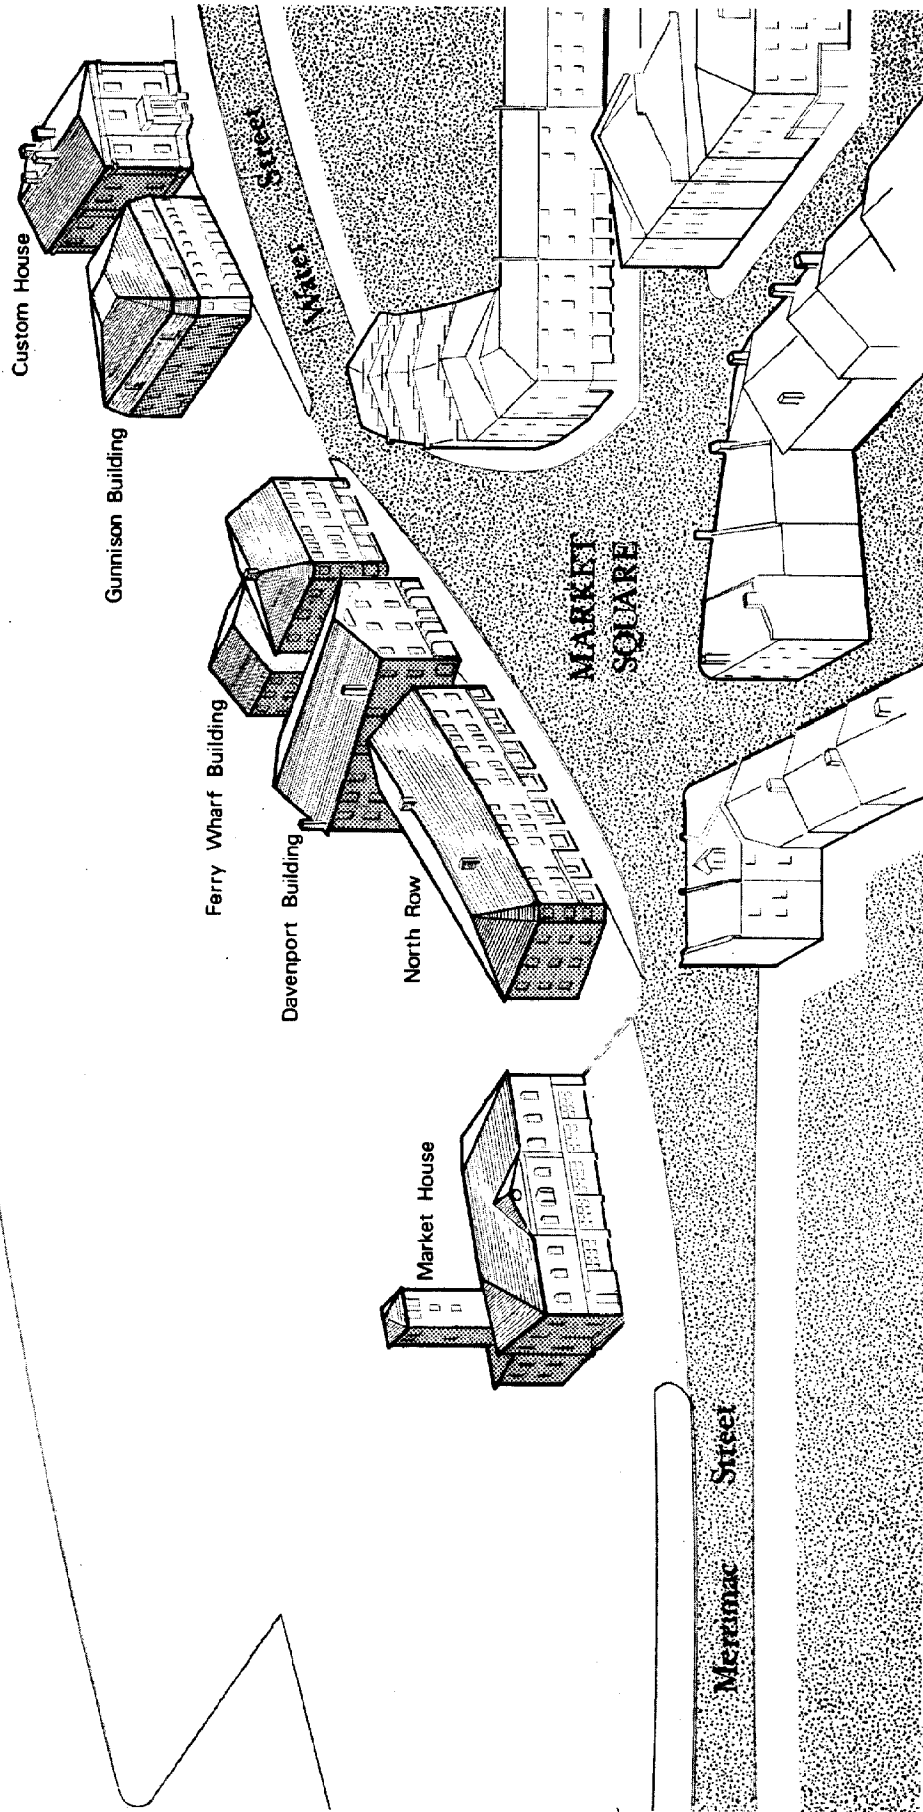 Custom House
Gunnison Building
Ferry Wharf Building
Davenport Building
North Row
Market House
Water Street
MARKET
SQUARE
Merrimac Street